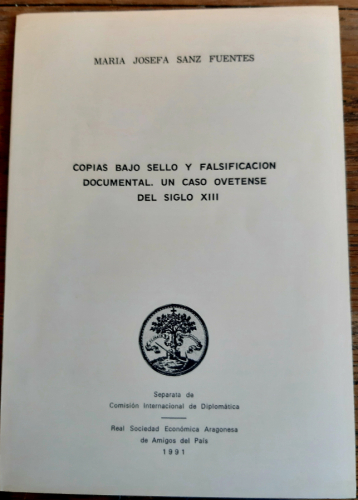 MARIA JOSEFA SANZ FUENTES
COPIAS BAJO SELLO Y FALSIFICACION
DOCUMENTAL. UN CASO OVETENSE
DEL SIGLO XIII
Separata de
Comisión Internacional de Diplomática
Real Sociedad Económica Aragonesa
de Amigos del País
1991